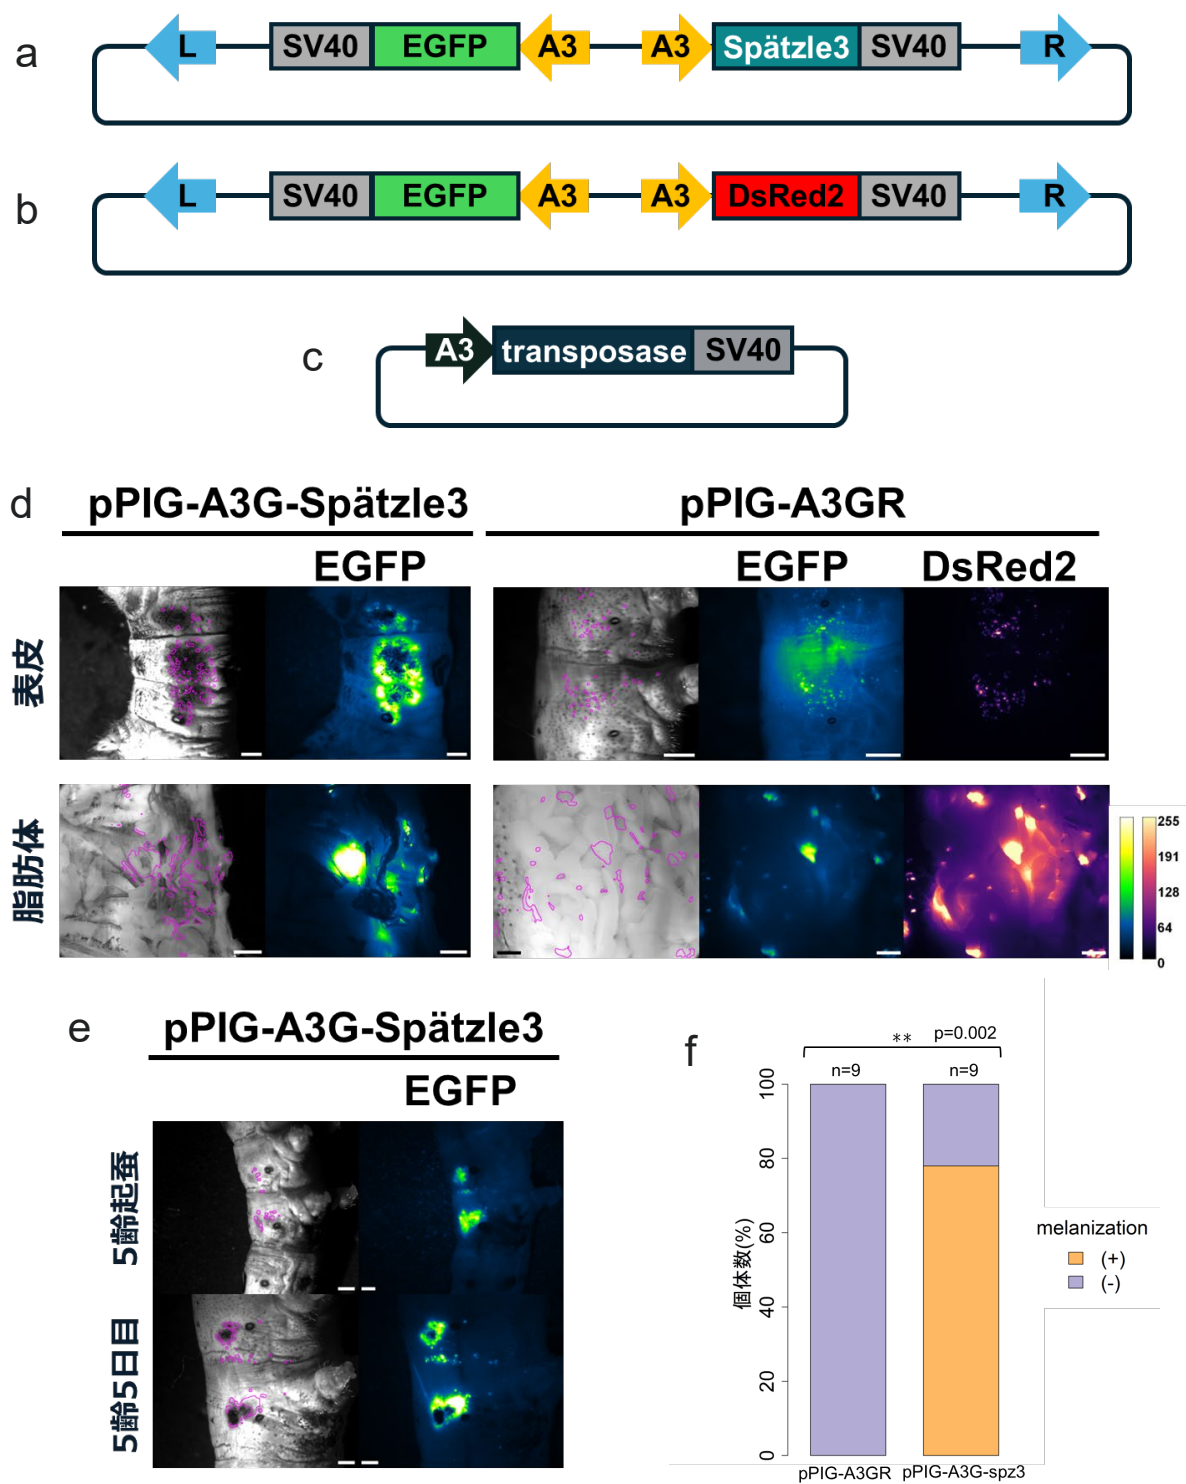 a
L SV40 EGFP A3 A3 Spätzle3 SV40 R
b
L SV40 EGFP A3 A3 DsRed2 SV40 R
c
A3 transposase SV40
d
pPIG-A3G-Spätzle3 pPIG-A3GR
EGFP EGFP DsRed2
表皮
脂肪体
255
191
128
64
0
e
pPIG-A3G-Spätzle3
EGFP
5齢起蚕
5齢5日目
f
** p=0.002
n=9 n=9
100
80
60
40
20
0
個体数(%)
pPIG-A3GR pPIG-A3G-spz3
melanization
(+)
(-)